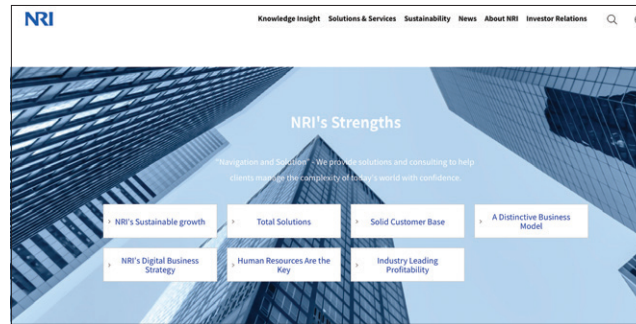 NRI
Knowledge Insight Solutions & Services Sustainability News About NRI Investor Relations
NRI's Strengths
"Navigation and Solution" - We provide solutions and consulting to help
clients manage the complexity of today's world with confidence.
NRI's Sustainable growth
Total Solutions
Solid Customer Base
A Distinctive Business
Model
NRI's Digital Business
Strategy
Human Resources Are the
Key
Industry Leading
Profitability